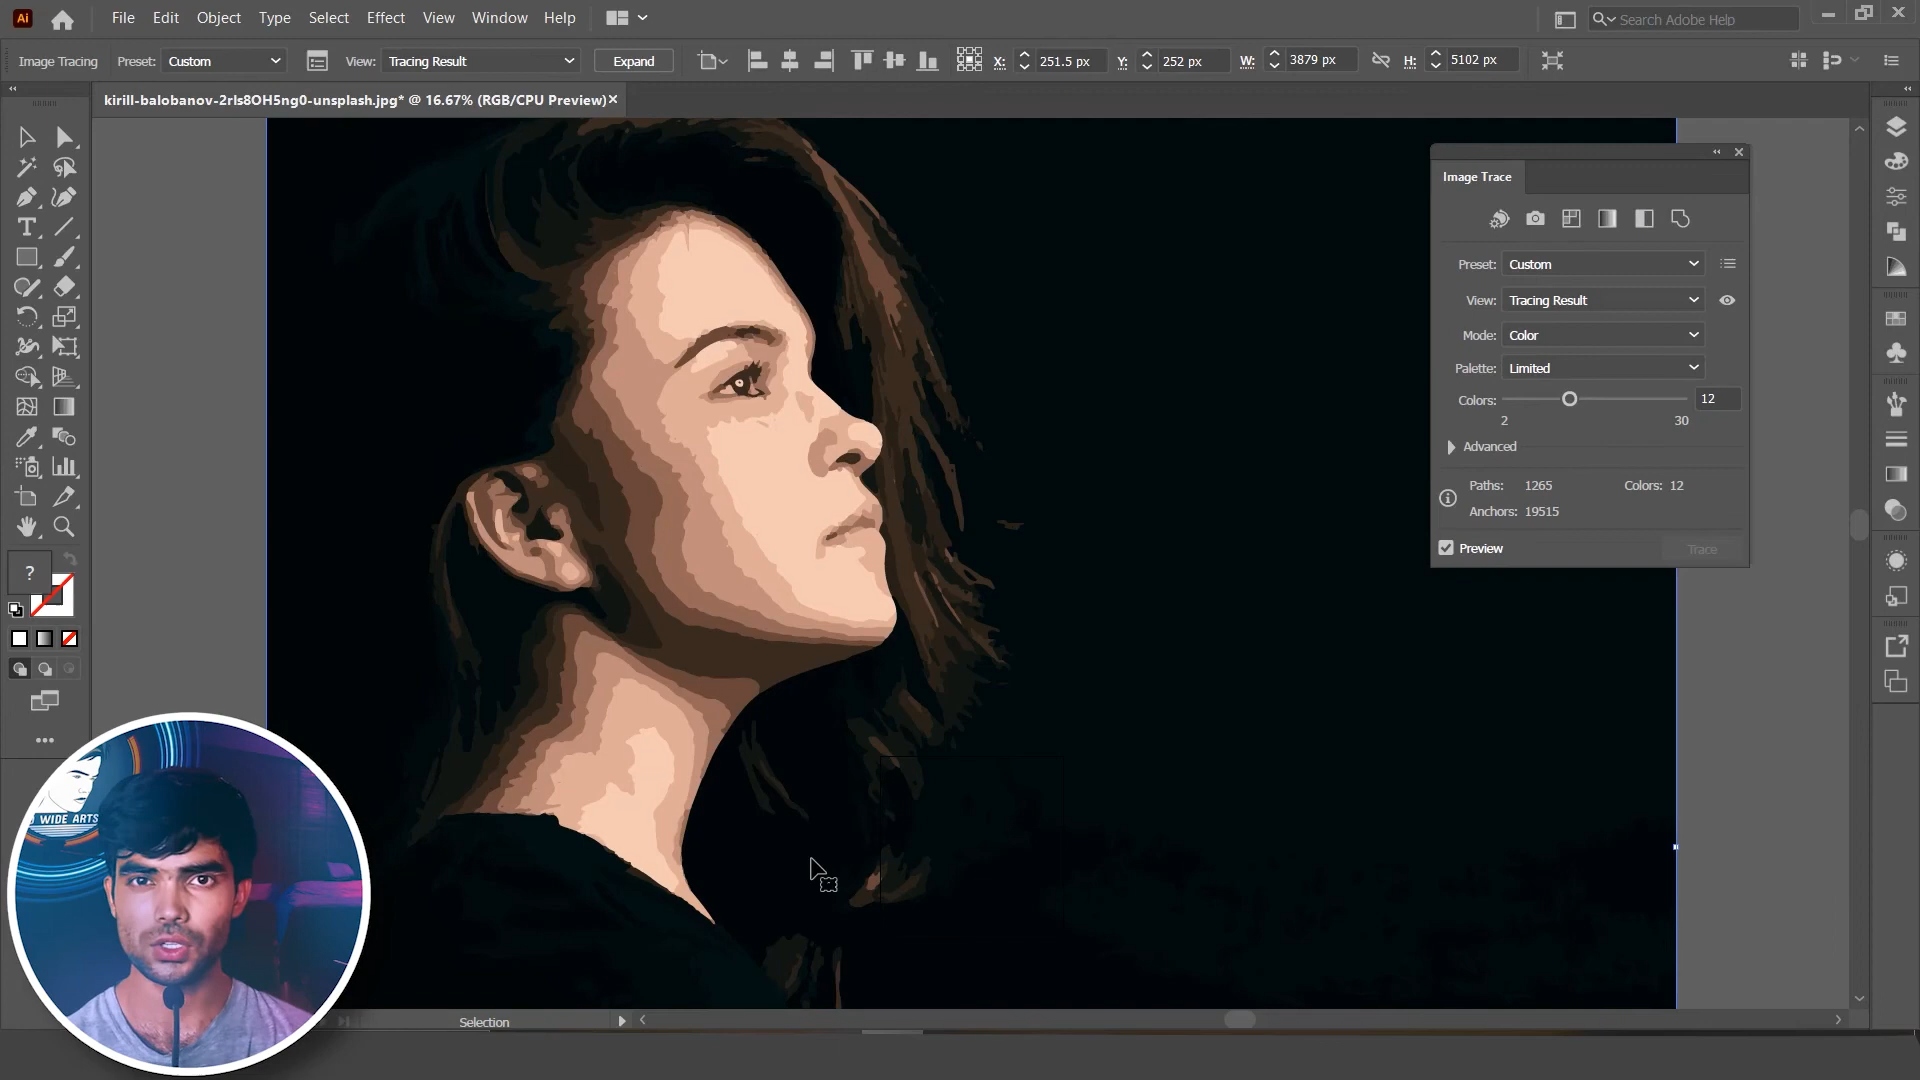 Ai File Edit Object Type Select Effect View Window Help Search Adobe Help
Image Tracing Preset: Custom View: Tracing Result Expand X: 251.5 px Y: 252 px W: 3879 px H: 5102 px
kirill-balobanov-2rIs8OH5ng0-unsplash.jpg* @ 16.67% (RGB/CPU Preview)
Image Trace
Preset: Custom
View: Tracing Result
Mode: Color
Palette: Limited
Colors: 12
2 30
Advanced
Paths: 1265 Colors: 12
Anchors: 19515
Preview Trace
?
WIDE ARTS
Selection